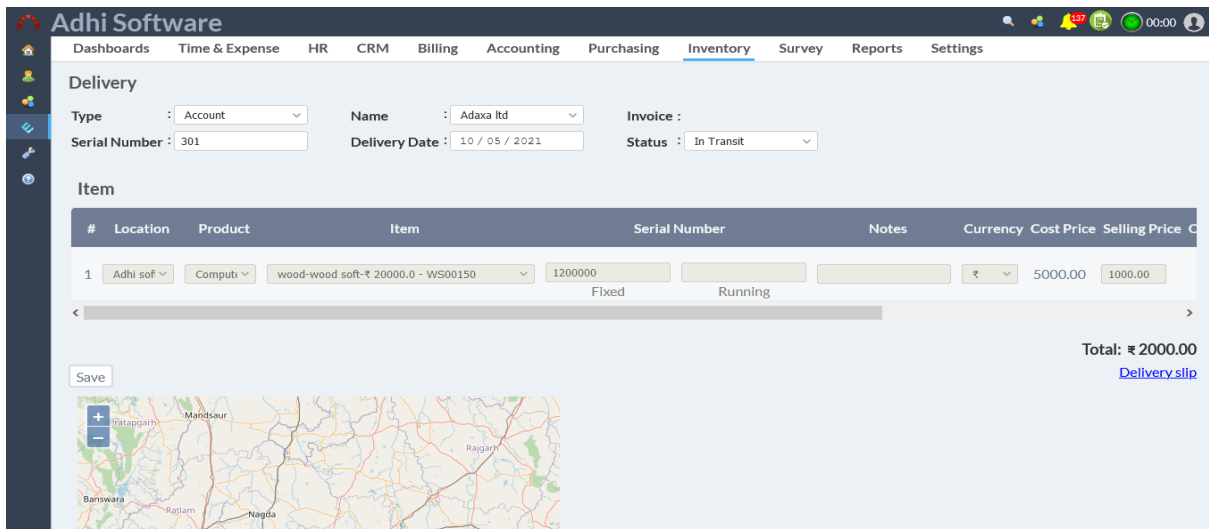 Adhi Software
137
00:00
Dashboards Time & Expense HR CRM Billing Accounting Purchasing Inventory Survey Reports Settings
Delivery
Type : Account Name : Adaxa ltd Invoice :
Serial Number : 301 Delivery Date : 10 / 05 / 2021 Status : In Transit
Item
# Location Product Item Serial Number Notes Currency Cost Price Selling Price C
1 Adhi sof Compute wood-wood soft-₹ 20000.0 - WS00150 1200000 ₹ 5000.00 1000.00
Fixed Running
Total: ₹ 2000.00
Delivery slip
Save
+
Pratapgarh Mandsaur
–
Rajgarh
Banswara
Ratlam Nagda